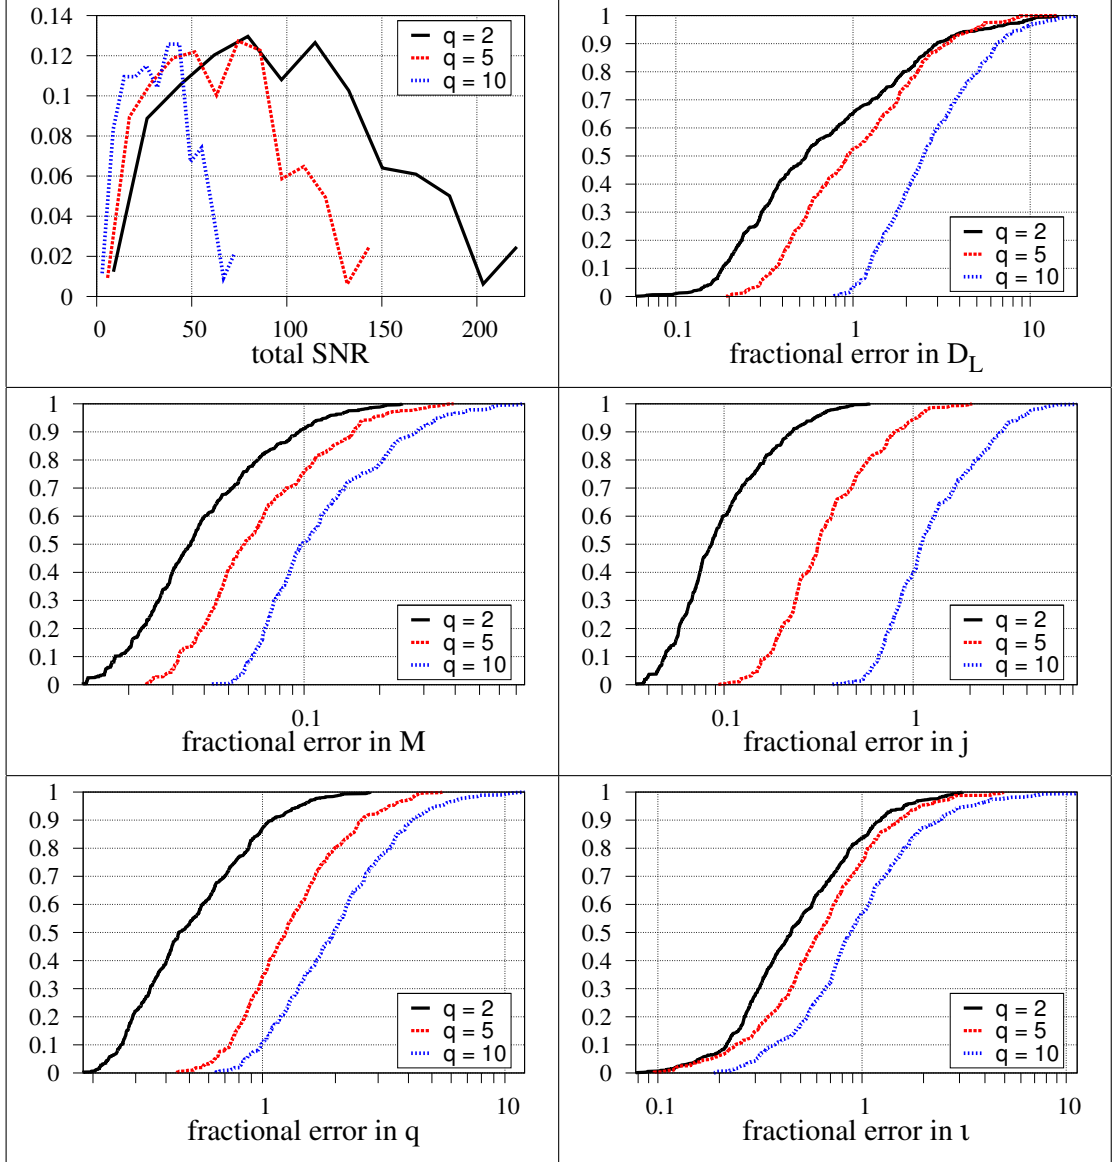 0.14
0.12
0.1
0.08
0.06
0.04
0.02
0
0 50 100 150 200
total SNR
q = 2
q = 5
q = 10
1
0.9
0.8
0.7
0.6
0.5
0.4
0.3
0.2
0.1
0
0.1 1 10
fractional error in D_L
q = 2
q = 5
q = 10
1
0.9
0.8
0.7
0.6
0.5
0.4
0.3
0.2
0.1
0
0.1
fractional error in M
q = 2
q = 5
q = 10
1
0.9
0.8
0.7
0.6
0.5
0.4
0.3
0.2
0.1
0
0.1 1
fractional error in j
q = 2
q = 5
q = 10
1
0.9
0.8
0.7
0.6
0.5
0.4
0.3
0.2
0.1
0
1 10
fractional error in q
q = 2
q = 5
q = 10
1
0.9
0.8
0.7
0.6
0.5
0.4
0.3
0.2
0.1
0
0.1 1 10
fractional error in ι
q = 2
q = 5
q = 10